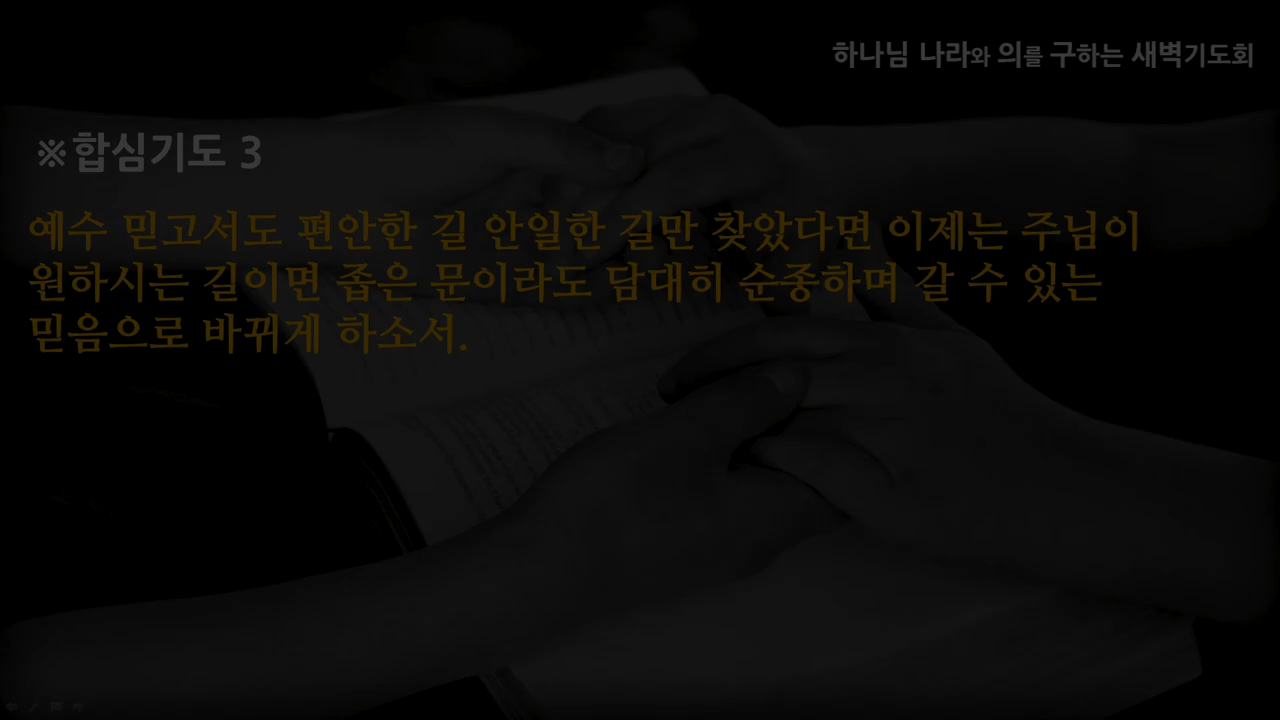 하나님 나라와 의를 구하는 새벽기도회
※합심기도 3
예수 믿고서도 편안한 길 안일한 길만 찾았다면 이제는 주님이
원하시는 길이면 좁은 문이라도 담대히 순종하며 갈 수 있는
믿음으로 바뀌게 하소서.